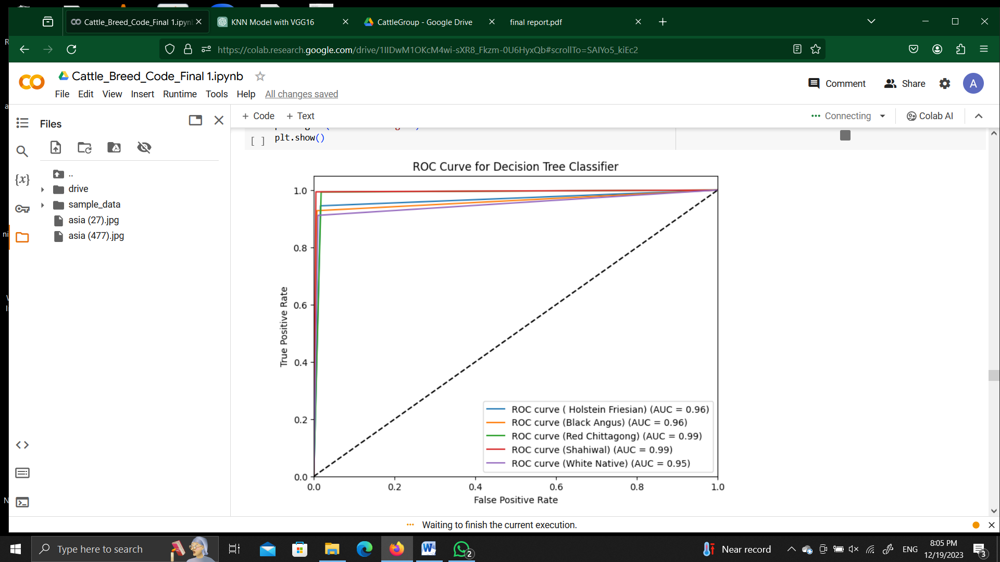 Cattle_Breed_Code_Final 1.ipyn
KNN Model with VGG16
CattleGroup - Google Drive
final report.pdf
https://colab.research.google.com/drive/1IIDwM1OKcM4wi-sXR8_Fkzm-0U6HyxQb#scrollTo=SAIYo5_kiEc2
Cattle_Breed_Code_Final 1.ipynb
Comment
Share
A
File Edit View Insert Runtime Tools Help All changes saved
+ Code + Text
Connecting
Colab AI
Files
{x}
..
drive
sample_data
asia (27).jpg
asia (477).jpg
[ ]
plt.show()
ROC Curve for Decision Tree Classifier
1.0
0.8
0.6
0.4
0.2
0.0
True Positive Rate
ROC curve ( Holstein Friesian) (AUC = 0.96)
ROC curve (Black Angus) (AUC = 0.96)
ROC curve (Red Chittagong) (AUC = 0.99)
ROC curve (Shahiwal) (AUC = 0.99)
ROC curve (White Native) (AUC = 0.95)
0.0 0.2 0.4 0.6 0.8 1.0
False Positive Rate
Waiting to finish the current execution.
Type here to search
2
Near record
ENG
8:05 PM
12/19/2023
3